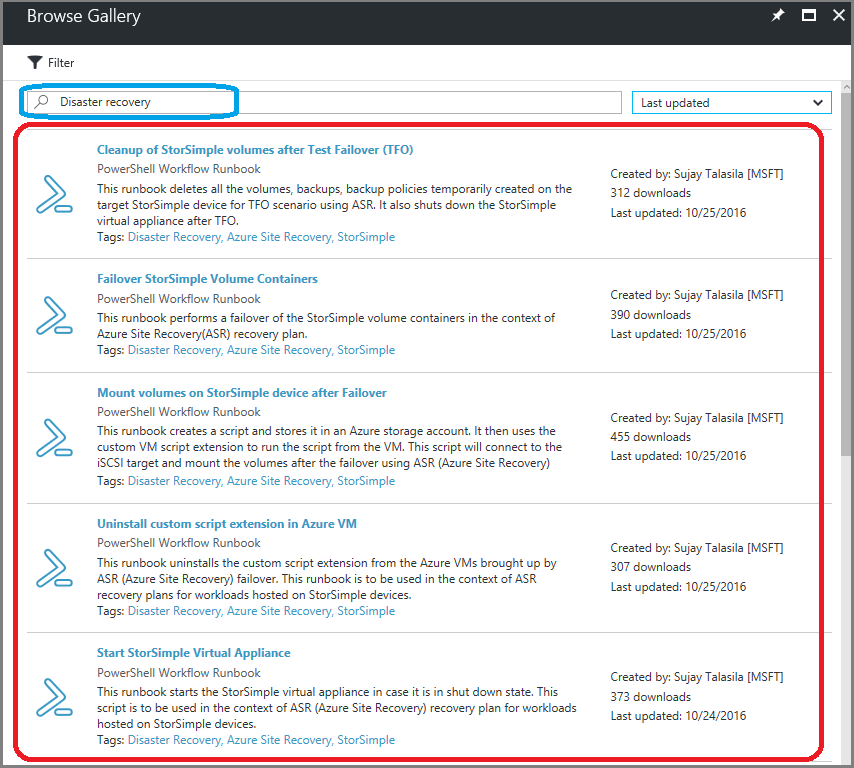 Browse Gallery
Filter
Disaster recovery
Last updated
Cleanup of StorSimple volumes after Test Failover (TFO)
PowerShell Workflow Runbook
This runbook deletes all the volumes, backups, backup policies temporarily created on the
target StorSimple device for TFO scenario using ASR. It also shuts down the StorSimple
virtual appliance after TFO.
Tags: Disaster Recovery, Azure Site Recovery, StorSimple
Created by: Sujay Talasila [MSFT]
312 downloads
Last updated: 10/25/2016
Failover StorSimple Volume Containers
PowerShell Workflow Runbook
This runbook performs a failover of the StorSimple volume containers in the context of
Azure Site Recovery(ASR) recovery plan.
Tags: Disaster Recovery, Azure Site Recovery, StorSimple
Created by: Sujay Talasila [MSFT]
390 downloads
Last updated: 10/25/2016
Mount volumes on StorSimple device after Failover
PowerShell Workflow Runbook
This runbook creates a script and stores it in an Azure storage account. It then uses the
custom VM script extension to run the script from the VM. This script will connect to the
iSCSI target and mount the volumes after the failover using ASR (Azure Site Recovery)
Tags: Disaster Recovery, Azure Site Recovery, StorSimple
Created by: Sujay Talasila [MSFT]
455 downloads
Last updated: 10/25/2016
Uninstall custom script extension in Azure VM
PowerShell Workflow Runbook
This runbook uninstalls the custom script extension from the Azure VMs brought up by
ASR (Azure Site Recovery) failover. This runbook is to be used in the context of ASR
recovery plans for workloads hosted on StorSimple devices.
Tags: Disaster Recovery, Azure Site Recovery, StorSimple
Created by: Sujay Talasila [MSFT]
307 downloads
Last updated: 10/25/2016
Start StorSimple Virtual Appliance
PowerShell Workflow Runbook
This runbook starts the StorSimple virtual appliance in case it is in shut down state. This
script is to be used in the context of ASR (Azure Site Recovery) recovery plan for workloads
hosted on StorSimple devices.
Tags: Disaster Recovery, Azure Site Recovery, StorSimple
Created by: Sujay Talasila [MSFT]
373 downloads
Last updated: 10/24/2016